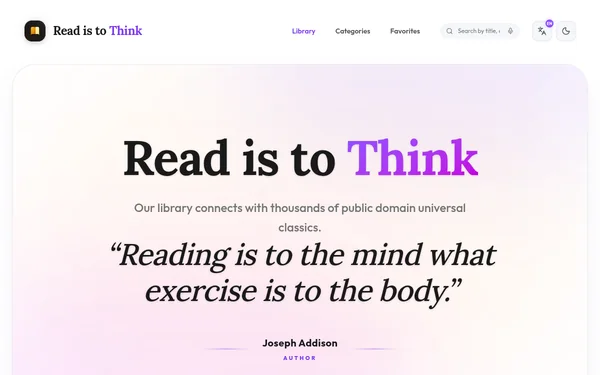 Read is to Think
Library
Categories
Favorites
Search by title,
EN
Read is to Think
Our library connects with thousands of public domain universal
classics.
“Reading is to the mind what
exercise is to the body.”
Joseph Addison
AUTHOR